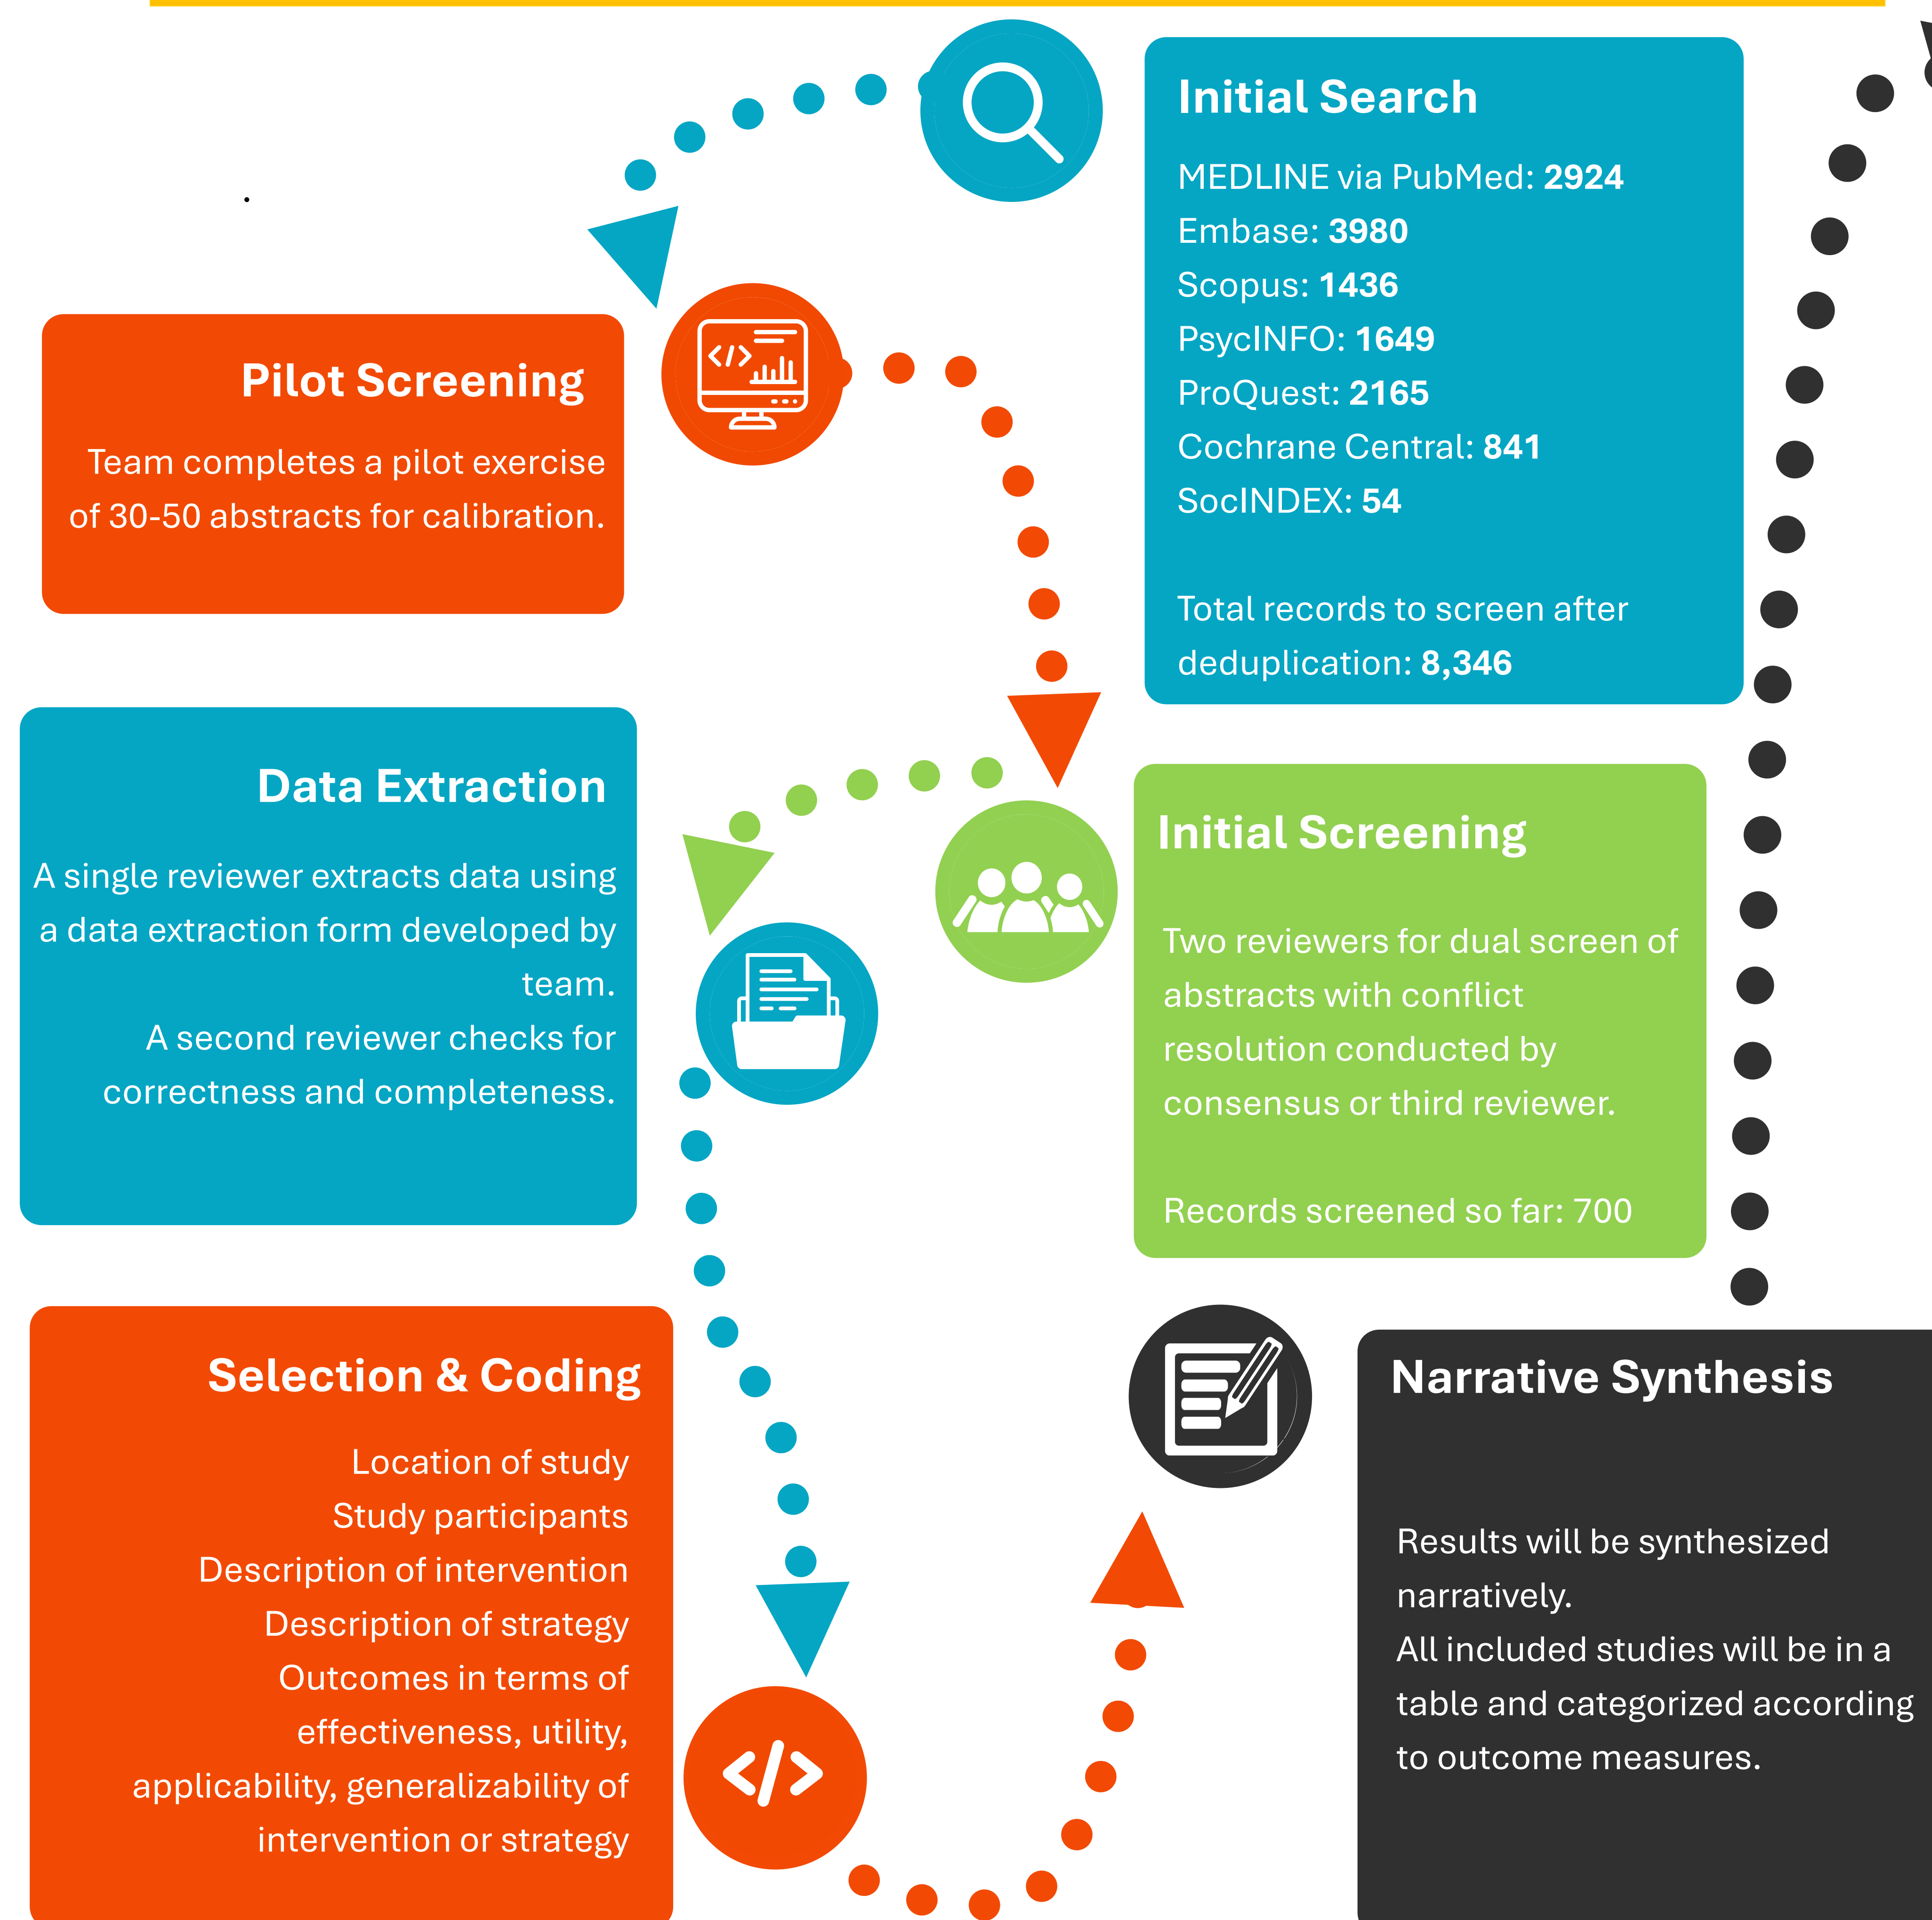 Initial Search
MEDLINE via PubMed: 2924
Embase: 3980
Scopus: 1436
PsycINFO: 1649
ProQuest: 2165
Cochrane Central: 841
SocINDEX: 54
Total records to screen after
deduplication: 8,346
Pilot Screening
Team completes a pilot exercise
of 30-50 abstracts for calibration.
Initial Screening
Two reviewers for dual screen of
abstracts with conflict
resolution conducted by
consensus or third reviewer.
Records screened so far: 700
Data Extraction
A single reviewer extracts data using
a data extraction form developed by
team.
A second reviewer checks for
correctness and completeness.
Selection & Coding
Location of study
Study participants
Description of intervention
Description of strategy
Outcomes in terms of
effectiveness, utility,
applicability, generalizability of
intervention or strategy
</>
Narrative Synthesis
Results will be synthesized
narratively.
All included studies will be in a
table and categorized according
to outcome measures.